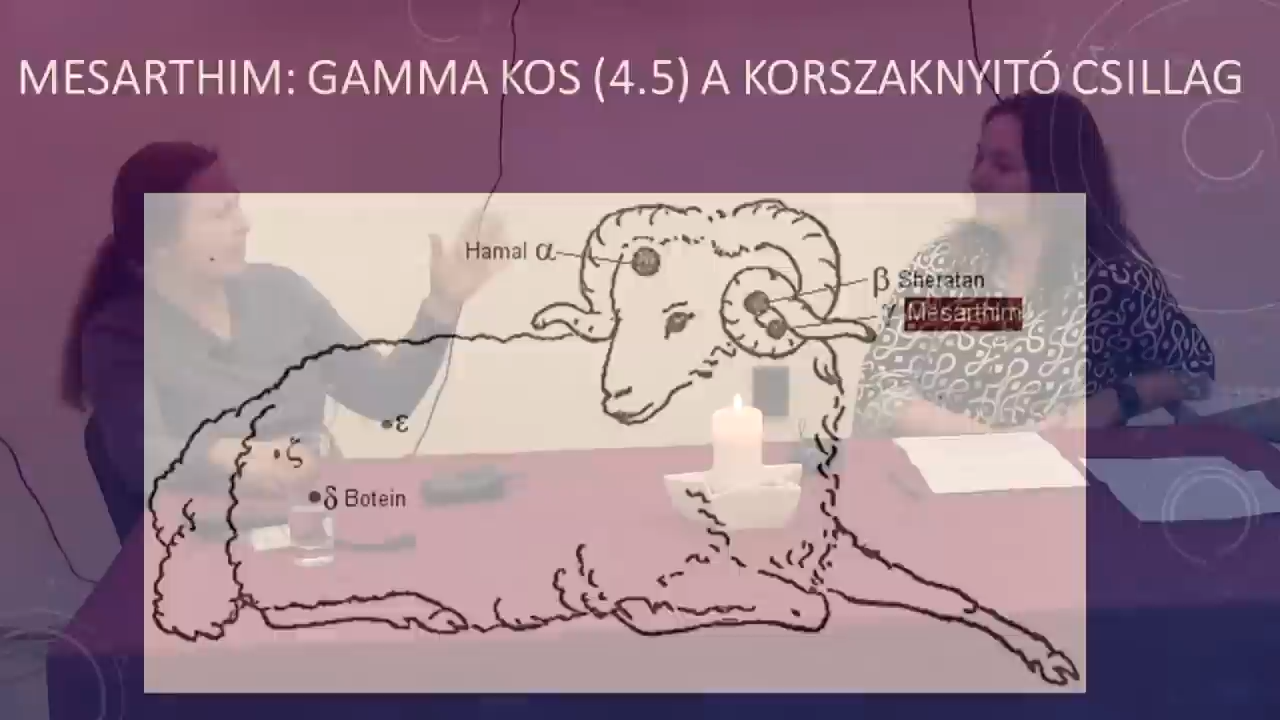 MESARTHIM: GAMMA KOS (4.5) A KORSZAKNYITÓ CSILLAG
Hamal α
β Sheratan
γ Mesarthim
ε
ζ
δ Botein